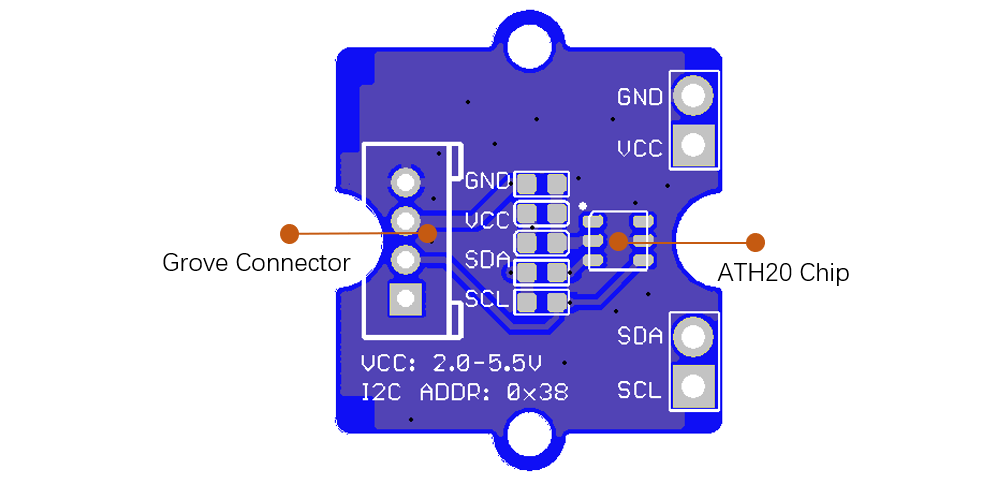 GND
VCC
GND
VCC
SDA
SCL
Grove Connector
ATH20 Chip
SDA
SCL
VCC: 2.0-5.5V
I2C ADDR: 0x38